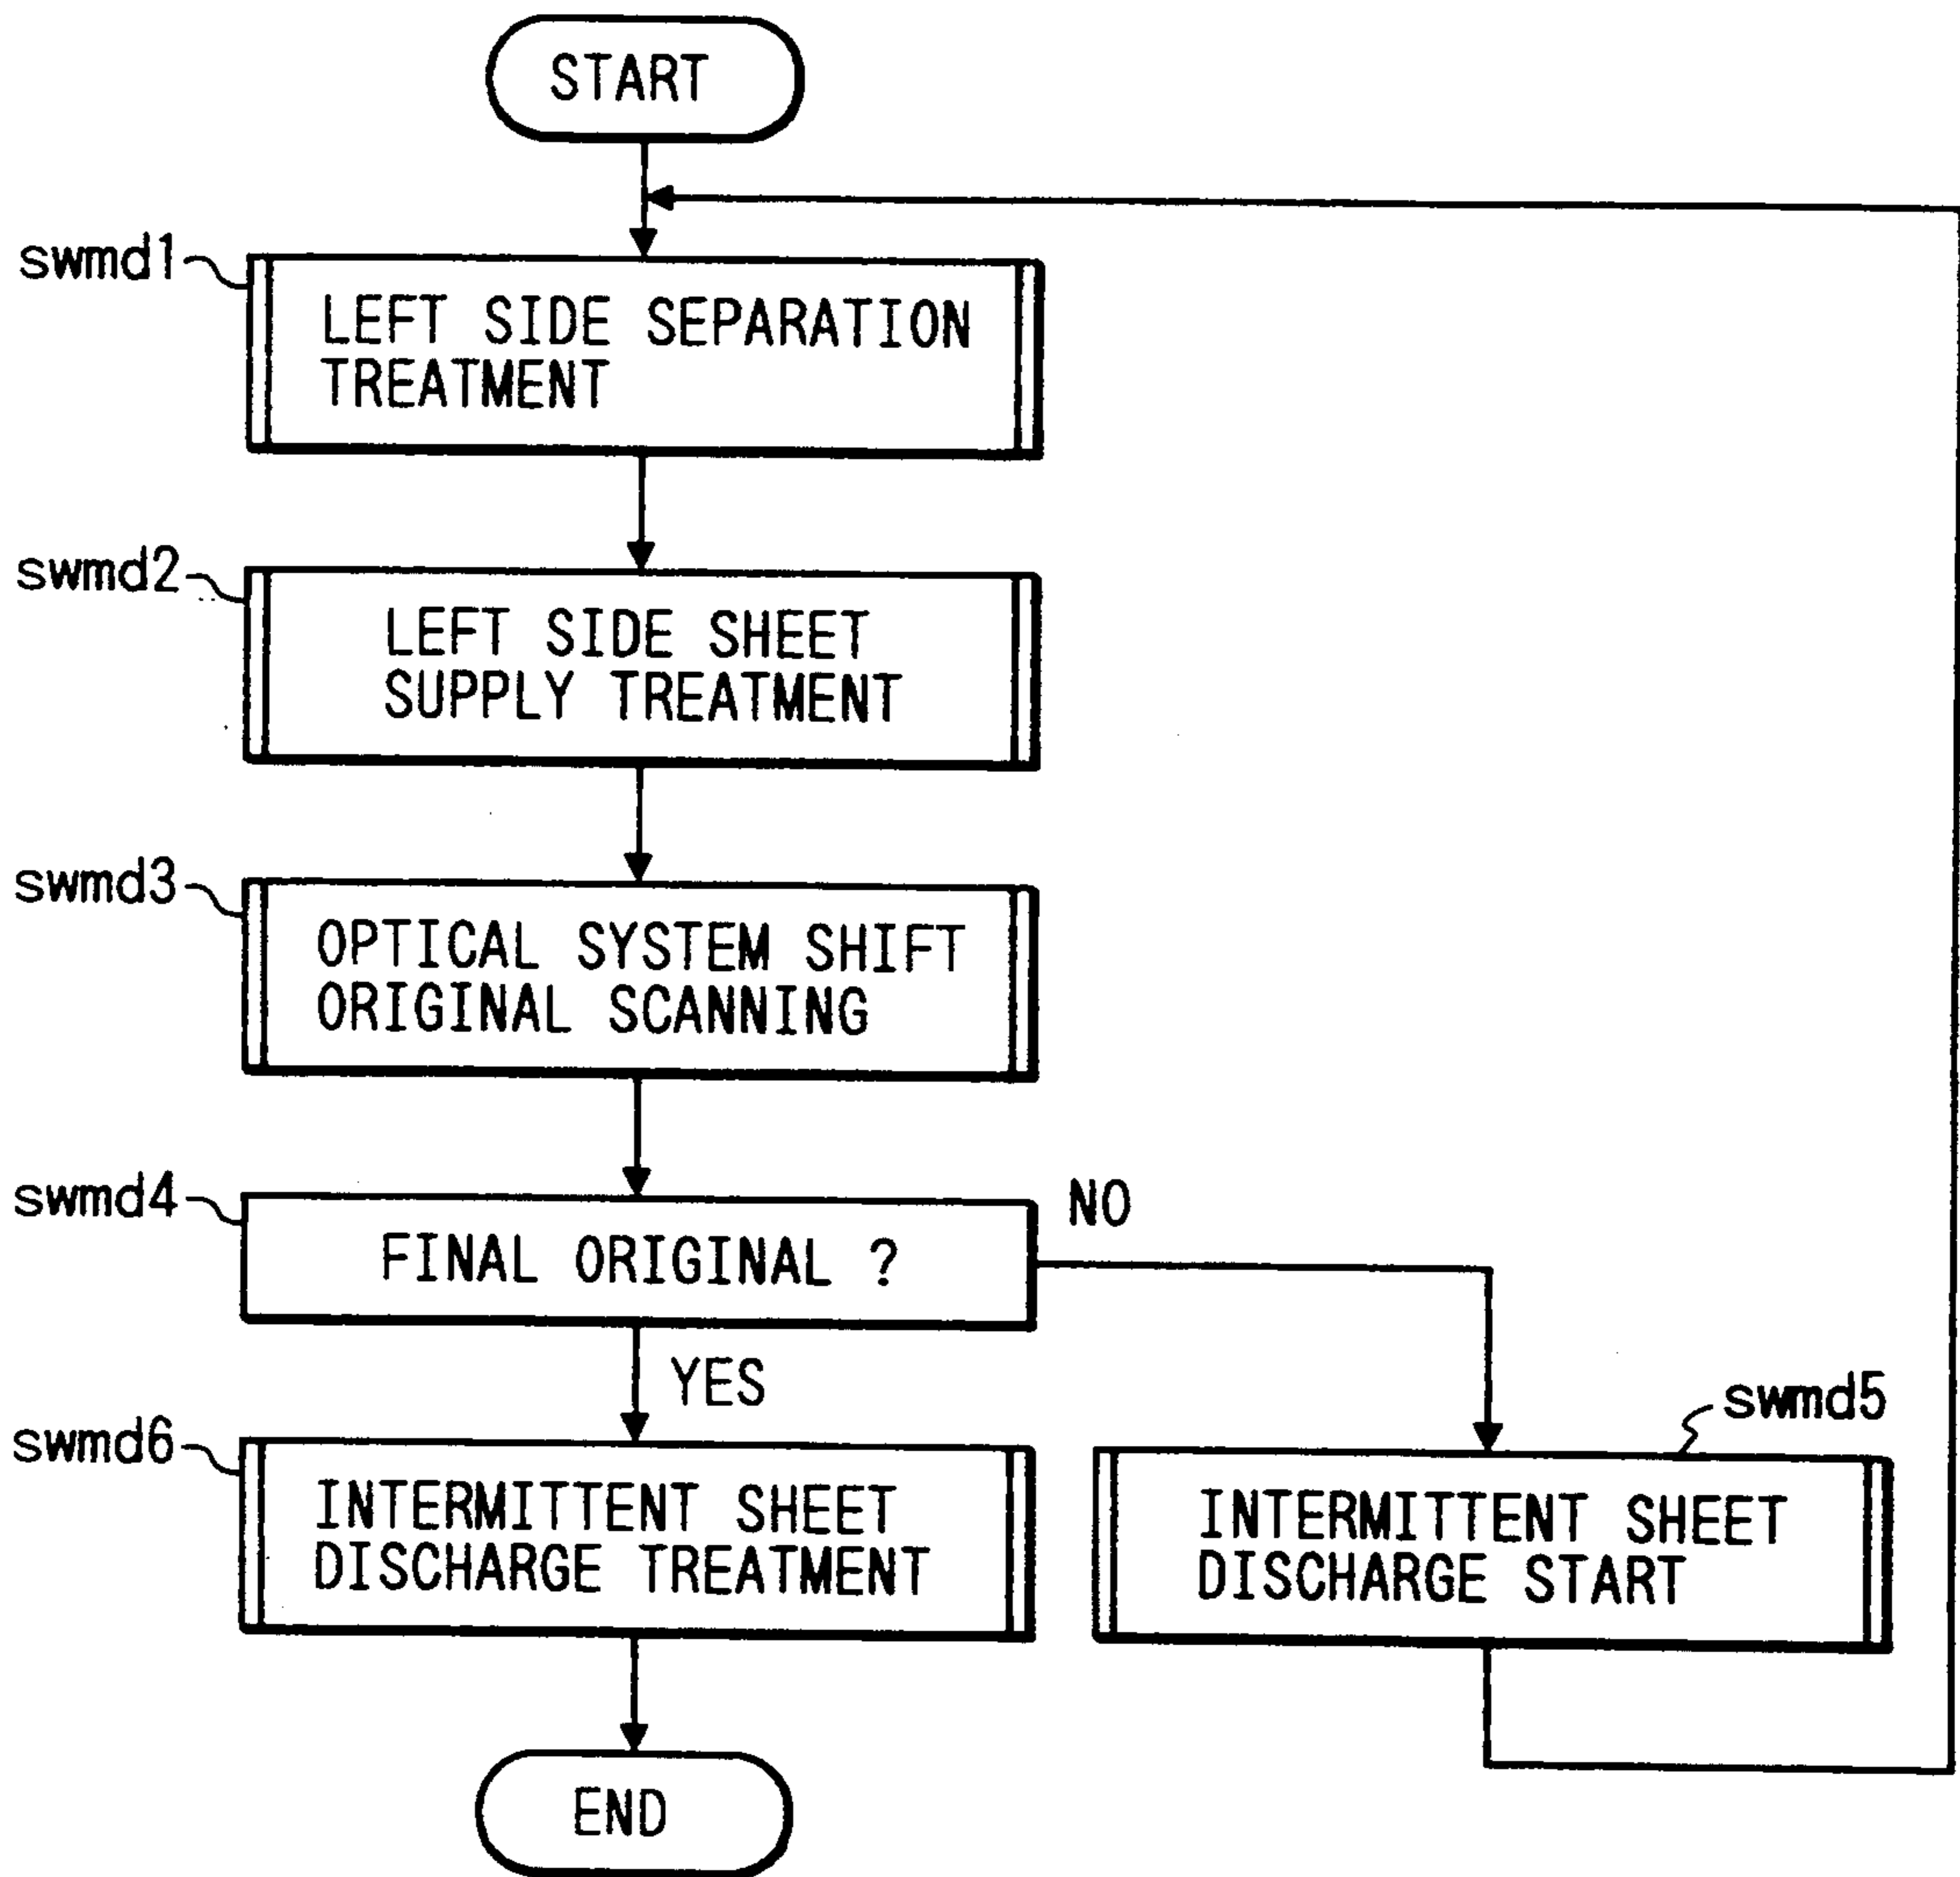 START
swmd1
LEFT SIDE SEPARATION
TREATMENT
swmd2
LEFT SIDE SHEET
SUPPLY TREATMENT
swmd3
OPTICAL SYSTEM SHIFT
ORIGINAL SCANNING
swmd4
FINAL ORIGINAL ?
NO
YES
swmd6
INTERMITTENT SHEET
DISCHARGE TREATMENT
swmd5
INTERMITTENT SHEET
DISCHARGE START
END